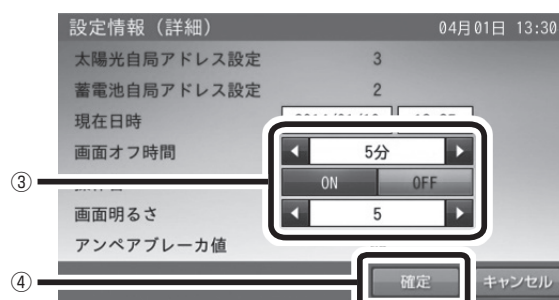 設定情報（詳細） 04月01日 13:30
太陽光自局アドレス設定 3
蓄電池自局アドレス設定 2
現在日時
画面オフ時間 5分
③ ON OFF
画面明るさ 5
アンペアブレーカ値
④ 確定 キャンセル